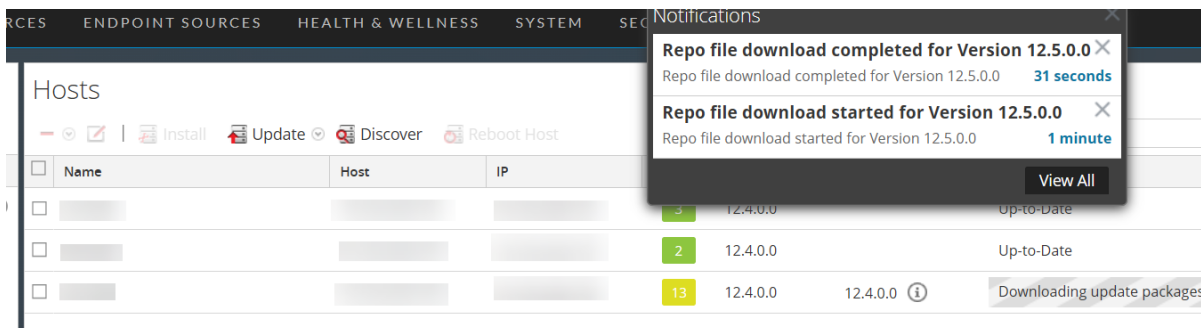 ENDPOINT SOURCES HEALTH & WELLNESS SYSTEM
Notifications
Repo file download completed for Version 12.5.0.0
Repo file download completed for Version 12.5.0.0 31 seconds
Repo file download started for Version 12.5.0.0
Repo file download started for Version 12.5.0.0 1 minute
View All
Hosts
Install Update Discover Reboot Host
Name Host IP
3 12.4.0.0 Up-to-Date
2 12.4.0.0 Up-to-Date
13 12.4.0.0 12.4.0.0 Downloading update packages